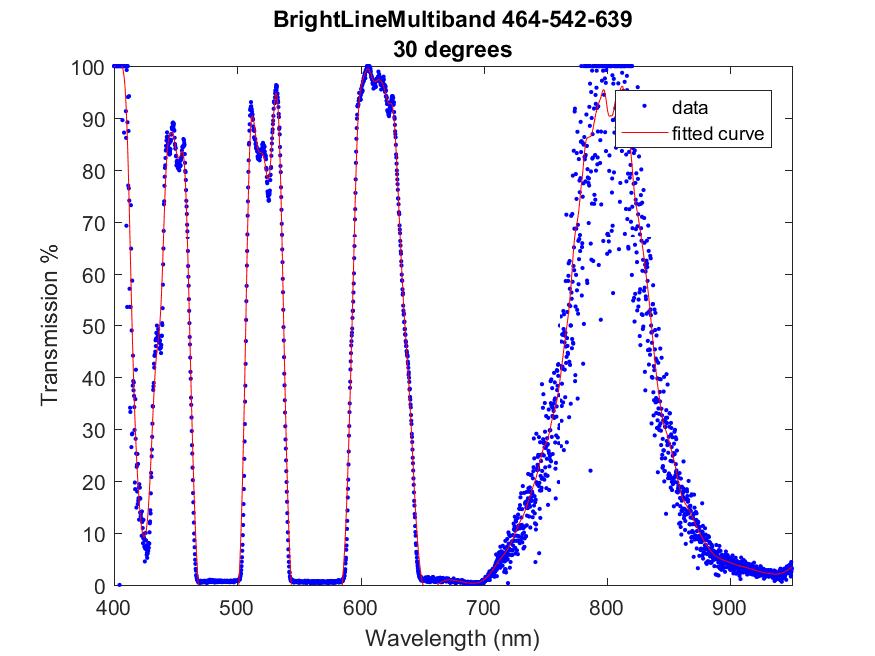 BrightLineMultiband 464-542-639
30 degrees
100
90
80
70
60
50
40
30
20
10
0
Transmission %
data
fitted curve
400
500
600
700
800
900
Wavelength (nm)